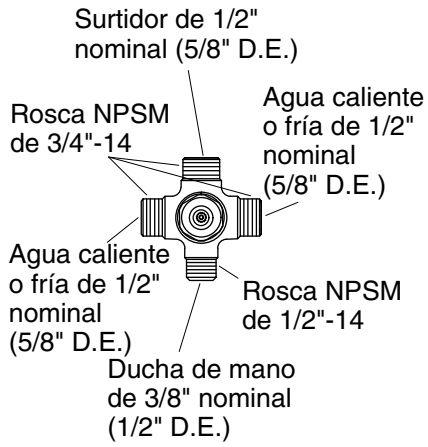 Surtidor de 1/2"
nominal (5/8" D.E.)
Rosca NPSM
de 3/4"-14
Agua caliente
o fría de 1/2"
nominal
(5/8" D.E.)
Agua caliente
o fría de 1/2"
nominal
(5/8" D.E.)
Rosca NPSM
de 1/2"-14
Ducha de mano
de 3/8" nominal
(1/2" D.E.)